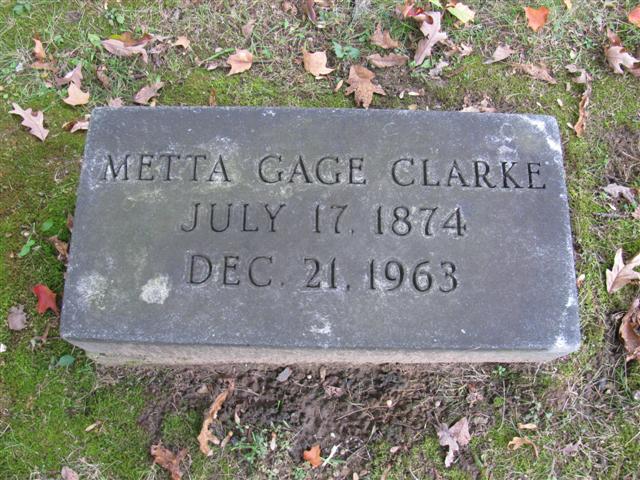 METTA GAGE CLARKE
JULY 17. 1874
DEC. 21. 1963